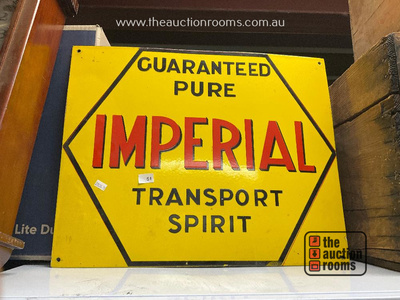 www.theauctionrooms.com.au
GUARANTEED
PURE
IMPERIAL
TRANSPORT
SPIRIT
the
auction
rooms